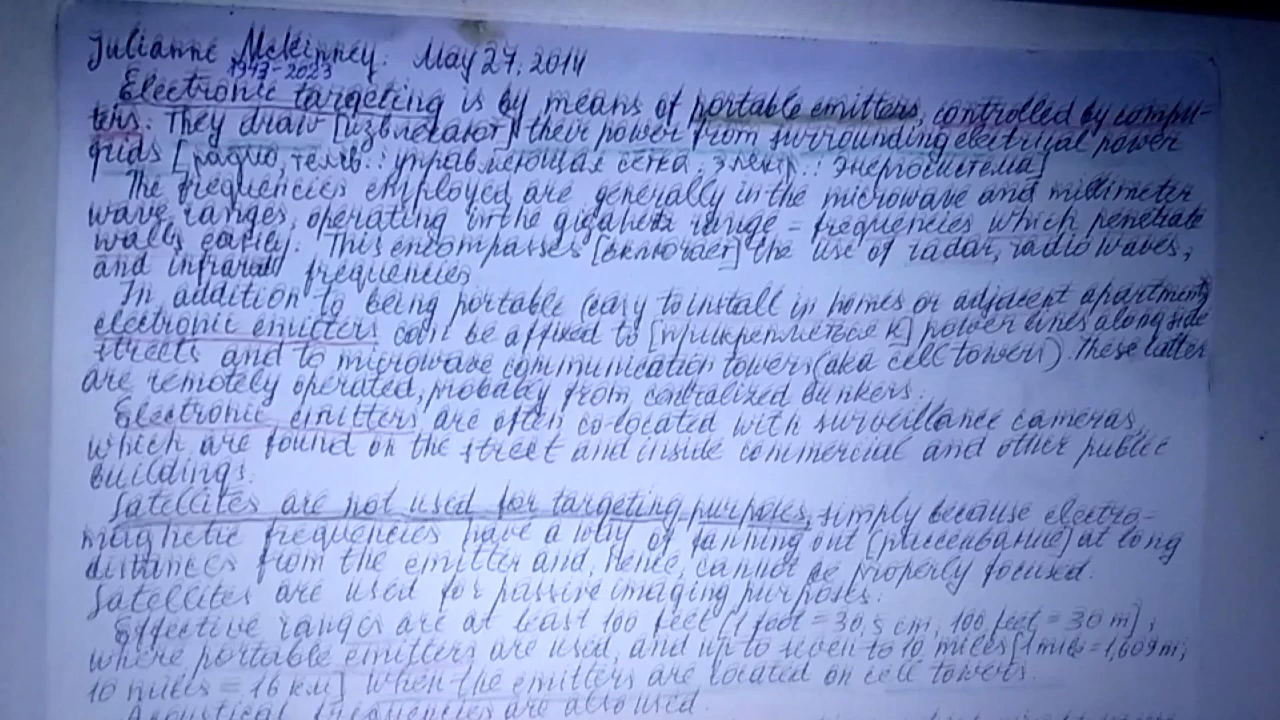 Julianne McKinney. May 27, 2014
1943-2023
Electronic targeting is by means of portable emitters, controlled by compu-
ters. They draw [извлекают] their power from surrounding electrical power
grids [радио, телев.: управляющая сетка; электр.: энергосистема]
The frequencies employed are generally in the microwave and millimeter
wave ranges, operating in the gigahertz range = frequencies which penetrate
walls easily. This encompasses [включает] the use of radar, radio waves,
and infrared frequencies
In addition to being portable (easy to install in homes or adjacent apartments)
electronic emitters can be affixed to [прикрепляться к] power lines alongside
streets and to microwave communication towers (aka cell towers). These latter
are remotely operated, probably from centralized bunkers.
Electronic emitters are often co-located with surveillance cameras,
which are found on the street and inside commercial and other public
buildings.
Satellites are not used for targeting purposes, simply because electro-
magnetic frequencies have a way of fanning out [рассеивание] at long
distances from the emitter and, hence, cannot be properly focused.
Satellites are used for passive imaging purposes.
Effective ranges are at least 100 feet [1 feet = 30,5 cm, 100 feet = 30 m],
where portable emitters are used, and up to seven to 10 miles [1 mile = 1,609 m;
10 miles = 16 км] when the emitters are located on cell towers.
Acoustical frequencies are also used.